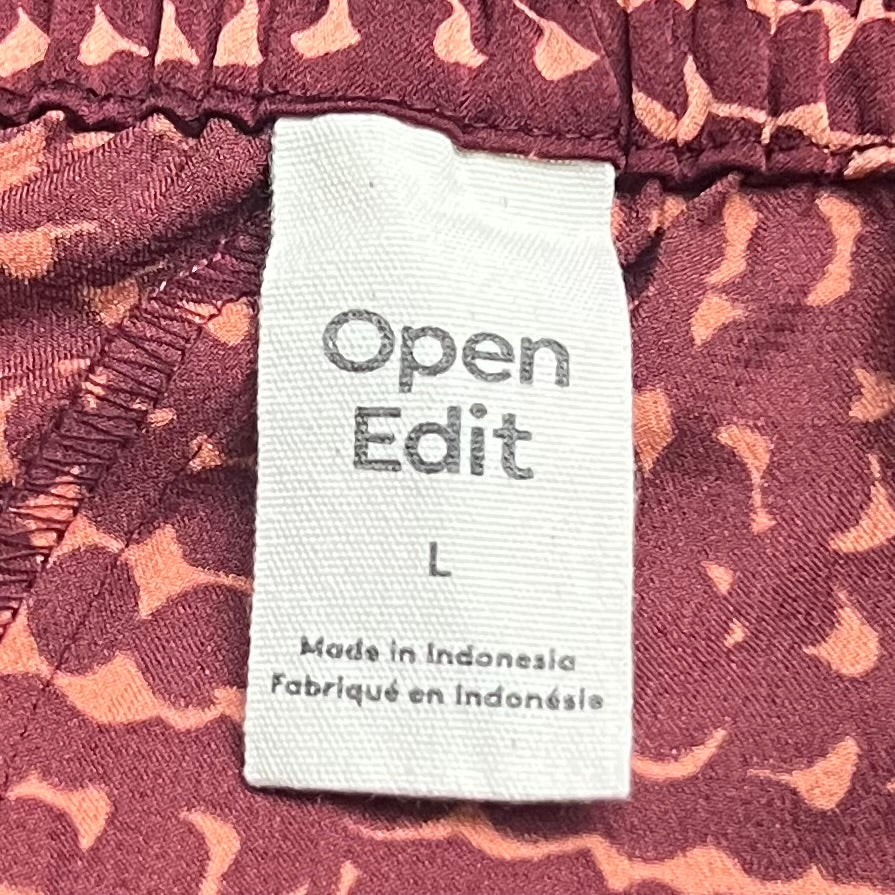 Open
Edit
L
Made in Indonesia
Fabriqué en Indonésie